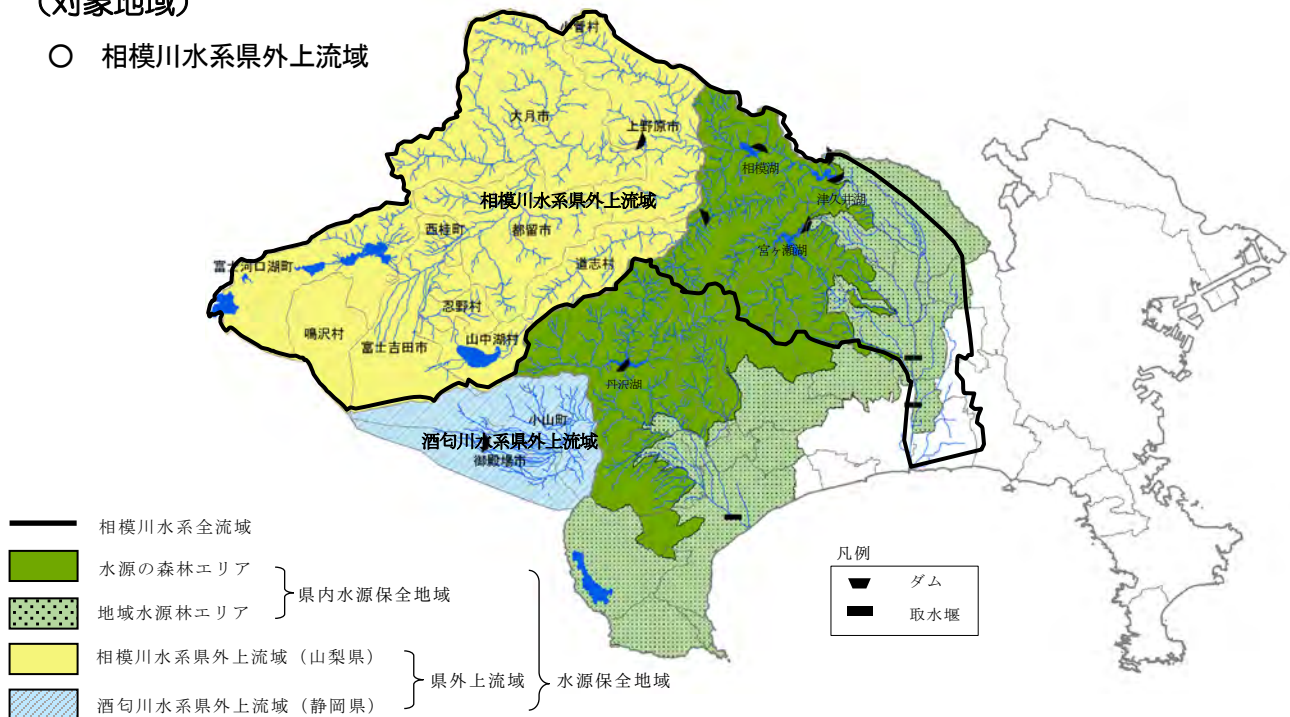 （対象地域）
○ 相模川水系県外上流域
小菅村
大月市
上野原市
相模湖
津久井湖
相模川水系県外上流域
西桂町
都留市
宮ヶ瀬湖
富士河口湖町
道志村
忍野村
鳴沢村
富士吉田市
山中湖村
丹沢湖
小山町
酒匂川水系県外上流域
御殿場市
相模川水系全流域
水源の森林エリア
県内水源保全地域
地域水源林エリア
相模川水系県外上流域（山梨県）
県外上流域
水源保全地域
酒匂川水系県外上流域（静岡県）
凡例
ダム
取水堰